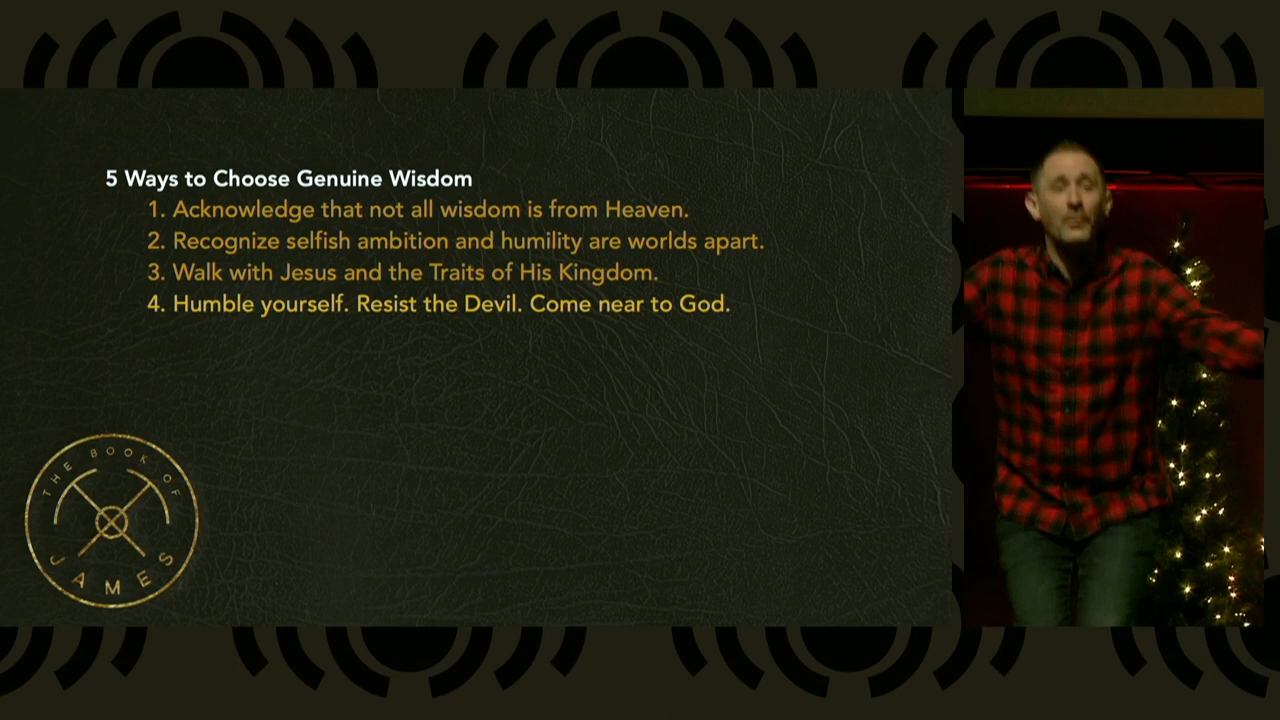 5 Ways to Choose Genuine Wisdom
1. Acknowledge that not all wisdom is from Heaven.
2. Recognize selfish ambition and humility are worlds apart.
3. Walk with Jesus and the Traits of His Kingdom.
4. Humble yourself. Resist the Devil. Come near to God.
THE BOOK OF
JAMES